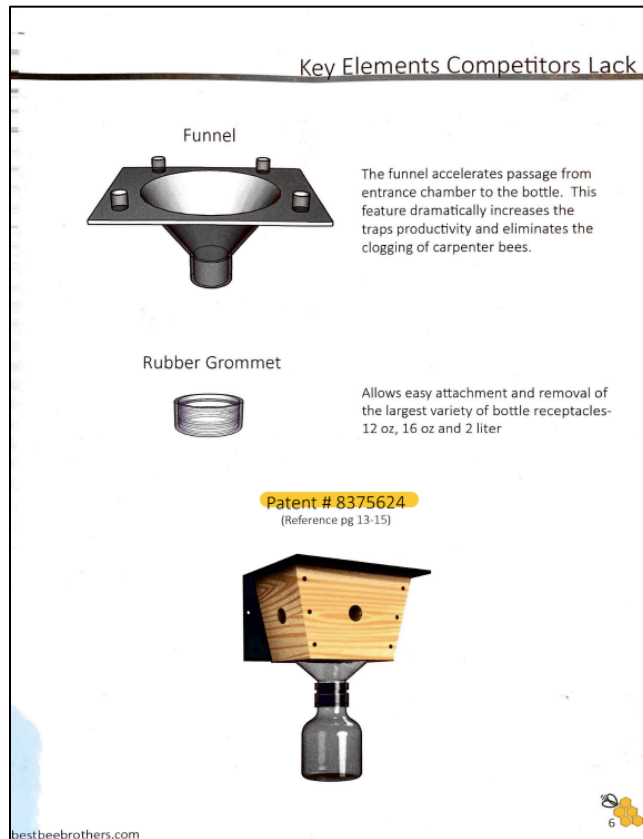 Key Elements Competitors Lack
Funnel
The funnel accelerates passage from
entrance chamber to the bottle. This
feature dramatically increases the
traps productivity and eliminates the
clogging of carpenter bees.
Rubber Grommet
Allows easy attachment and removal of
the largest variety of bottle receptacles-
12 oz, 16 oz and 2 liter
Patent # 8375624
(Reference pg 13-15)
6
bestbeebrothers.com